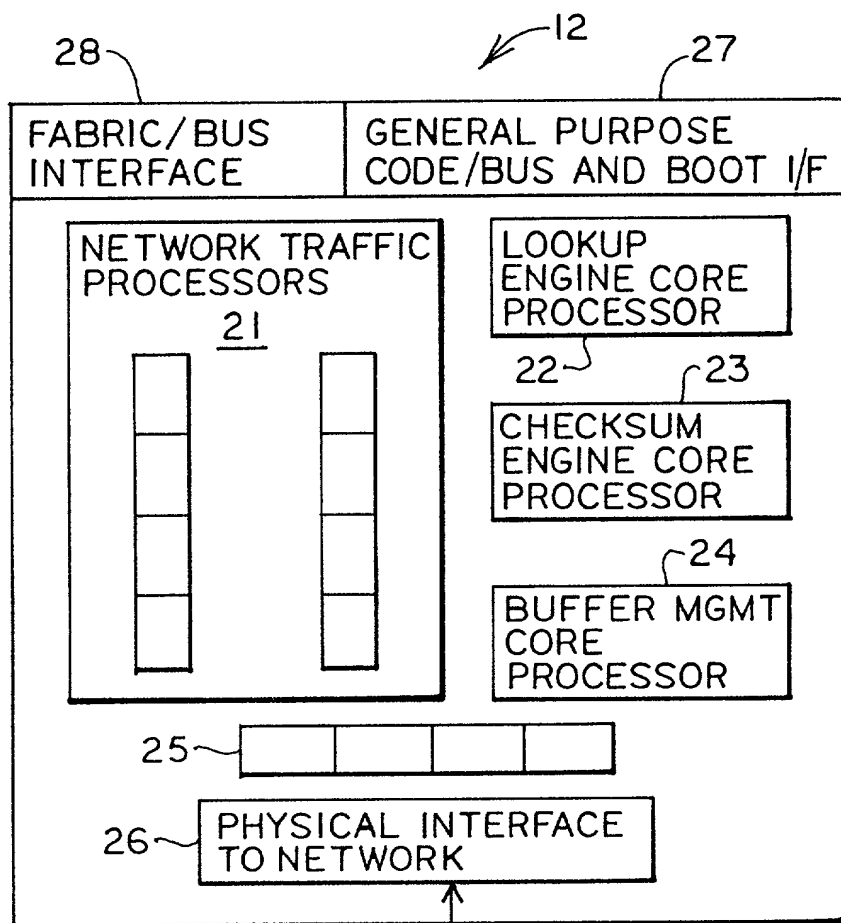 12
28
27
FABRIC/BUS
INTERFACE
GENERAL PURPOSE
CODE/BUS AND BOOT I/F
NETWORK TRAFFIC
PROCESSORS
21
LOOKUP
ENGINE CORE
PROCESSOR
22
23
CHECKSUM
ENGINE CORE
PROCESSOR
24
BUFFER MGMT
CORE
PROCESSOR
25
26
PHYSICAL INTERFACE
TO NETWORK